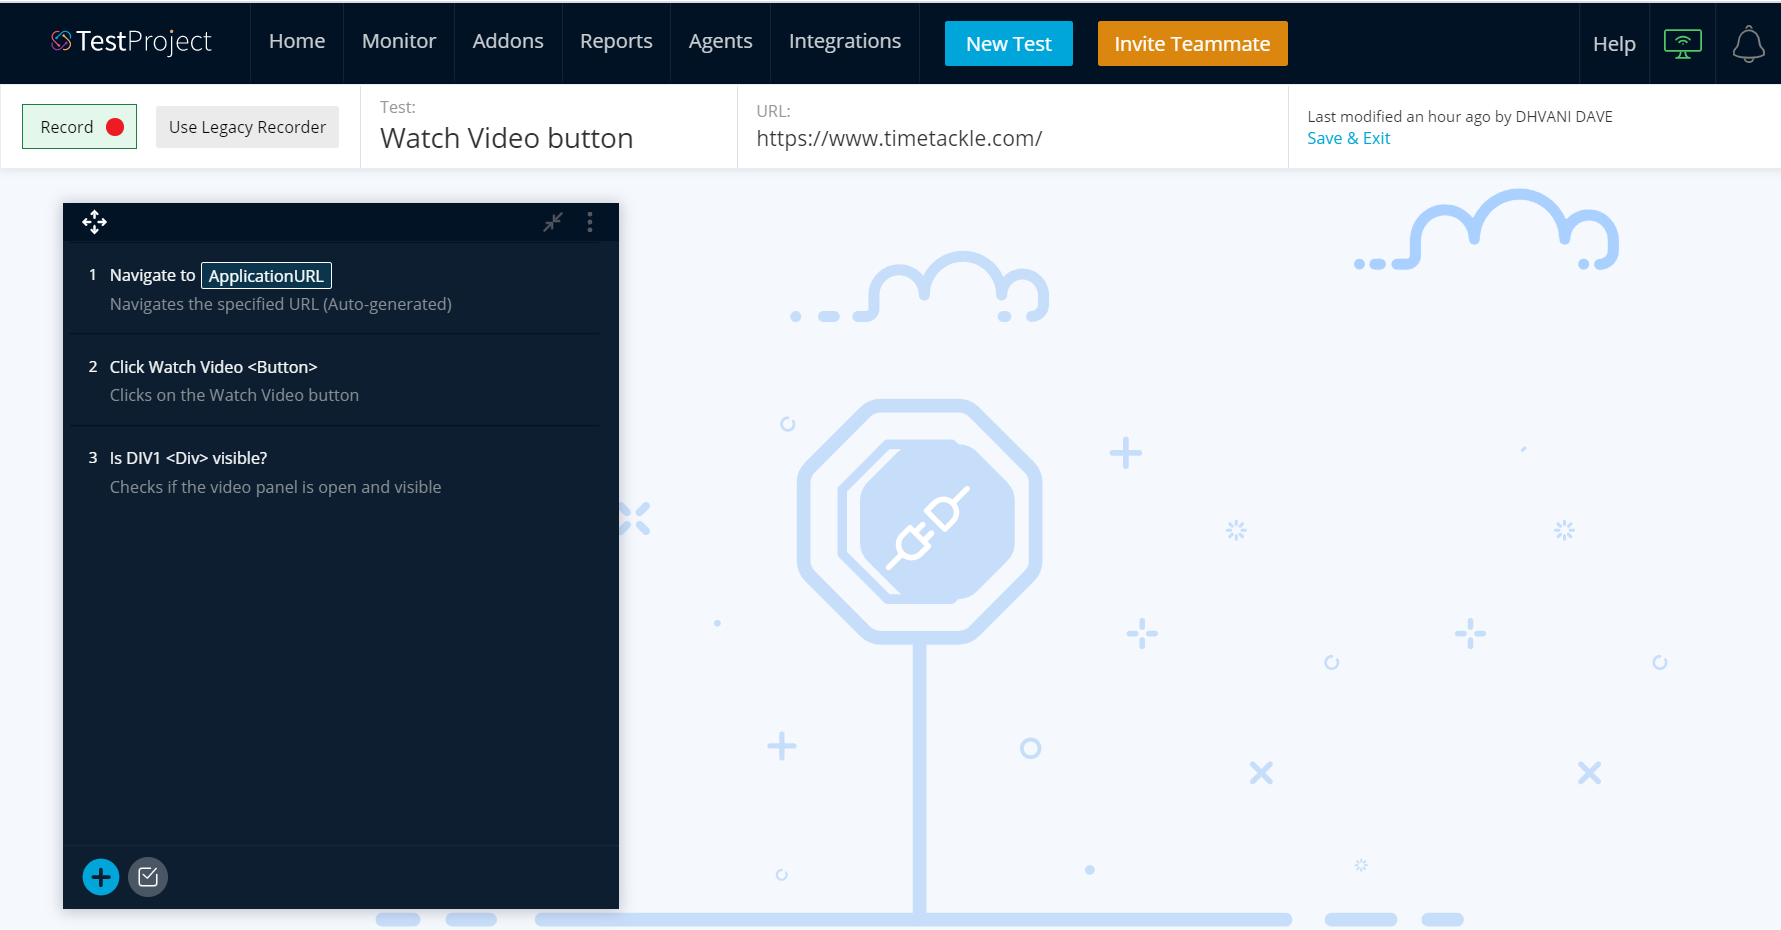 TestProject
Home
Monitor
Addons
Reports
Agents
Integrations
New Test
Invite Teammate
Help
Record
Use Legacy Recorder
Test:
Watch Video button
URL:
https://www.timetackle.com/
Last modified an hour ago by DHVANI DAVE
Save & Exit
1 Navigate to ApplicationURL
Navigates the specified URL (Auto-generated)
2 Click Watch Video <Button>
Clicks on the Watch Video button
3 Is DIV1 <Div> visible?
Checks if the video panel is open and visible